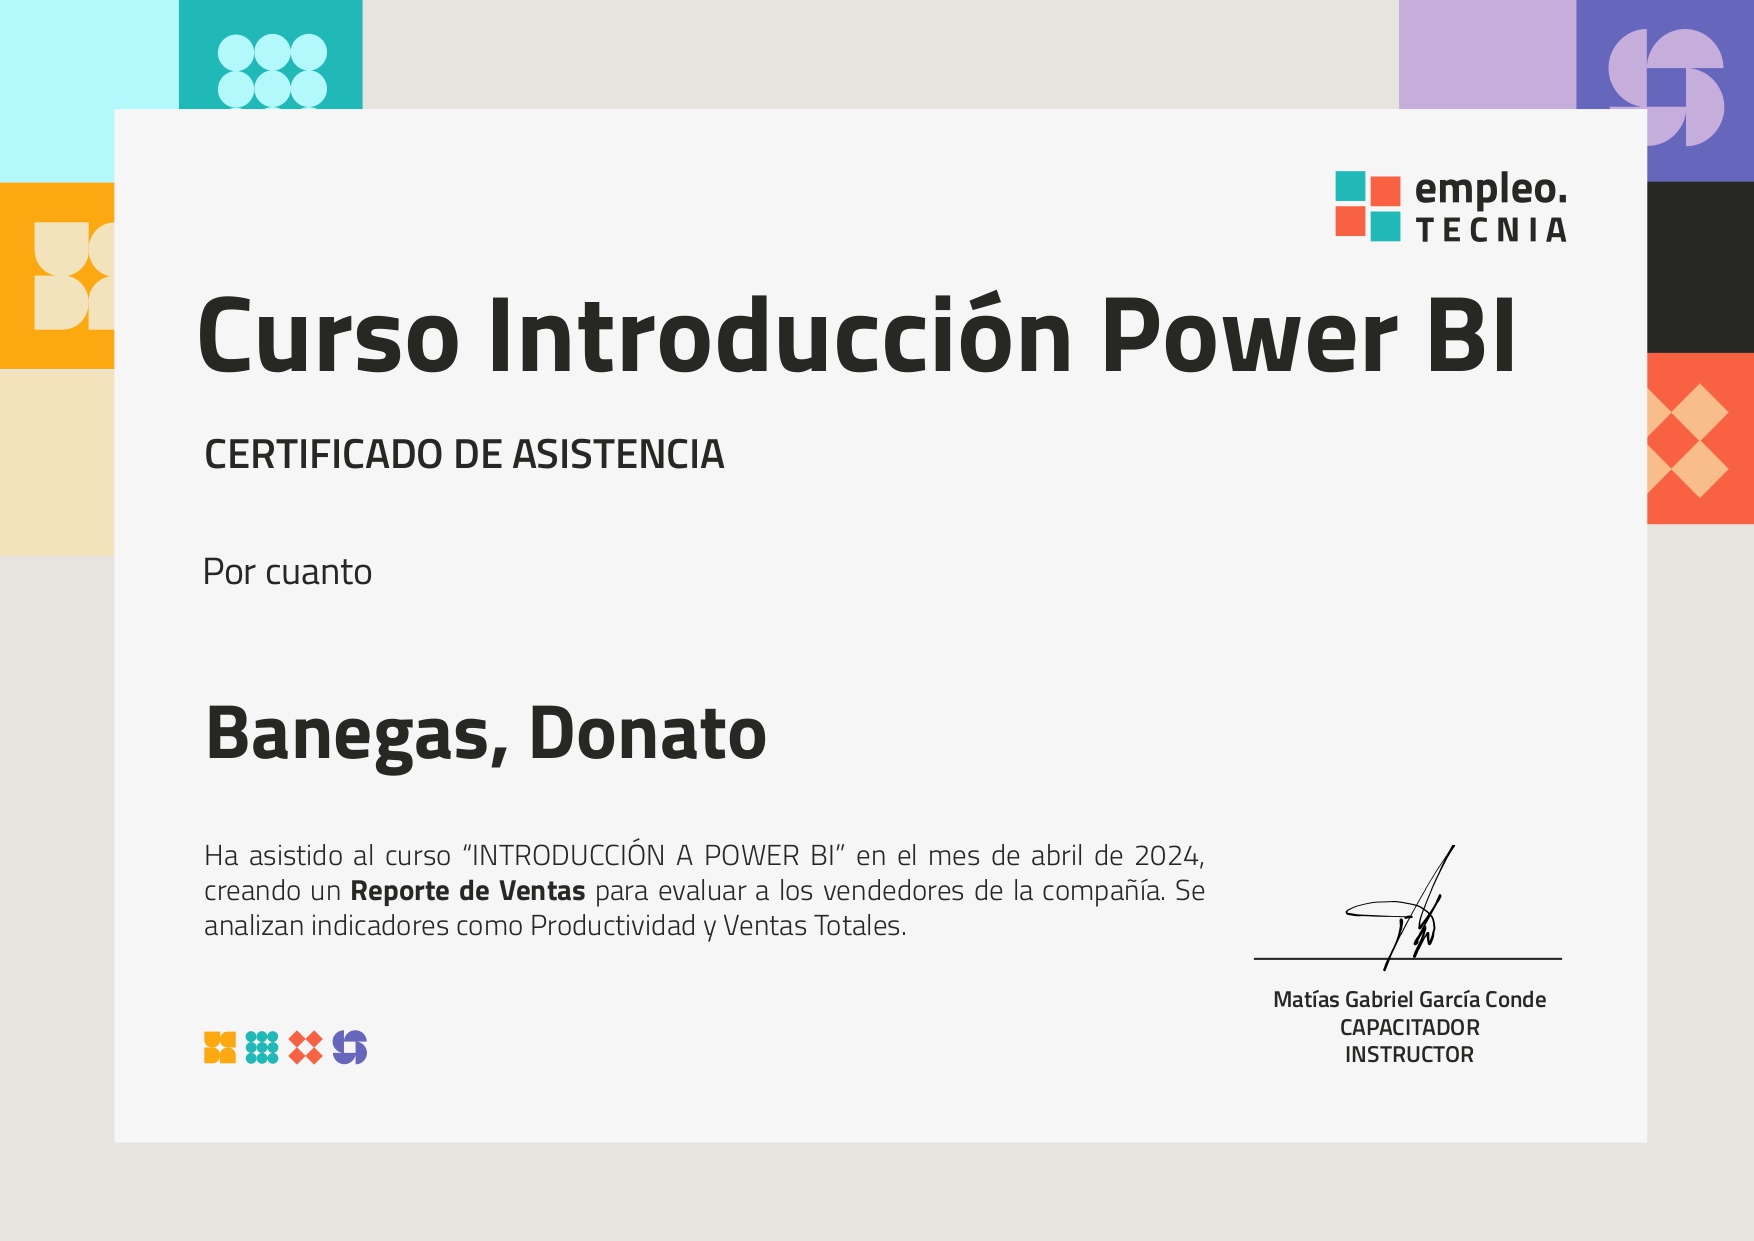 empleo.
TECNIA
Curso Introducción Power BI
CERTIFICADO DE ASISTENCIA
Por cuanto
Banegas, Donato
Ha asistido al curso “INTRODUCCIÓN A POWER BI” en el mes de abril de 2024,
creando un Reporte de Ventas para evaluar a los vendedores de la compañía. Se
analizan indicadores como Productividad y Ventas Totales.
Matías Gabriel García Conde
CAPACITADOR
INSTRUCTOR